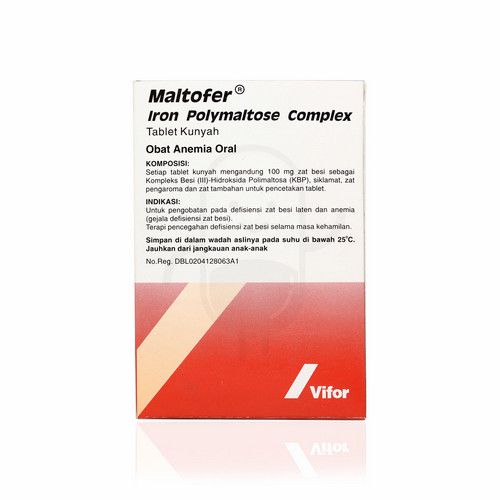 Maltofer®
Iron Polymaltose Complex
Tablet Kunyah
Obat Anemia Oral
KOMPOSISI:
Setiap tablet kunyah mengandung 100 mg zat besi sebagai
Kompleks Besi (III)-Hidroksida Polimaltosa (KBP), siklamat, zat
pengaroma dan zat tambahan untuk pencetakan tablet.
INDIKASI:
Untuk pengobatan pada defisiensi zat besi laten dan anemia
(gejala defisiensi zat besi).
Terapi pencegahan defisiensi zat besi selama masa kehamilan.
Simpan di dalam wadah aslinya pada suhu di bawah 25°C.
Jauhkan dari jangkauan anak-anak
No.Reg. DBL0204128063A1
Vifor